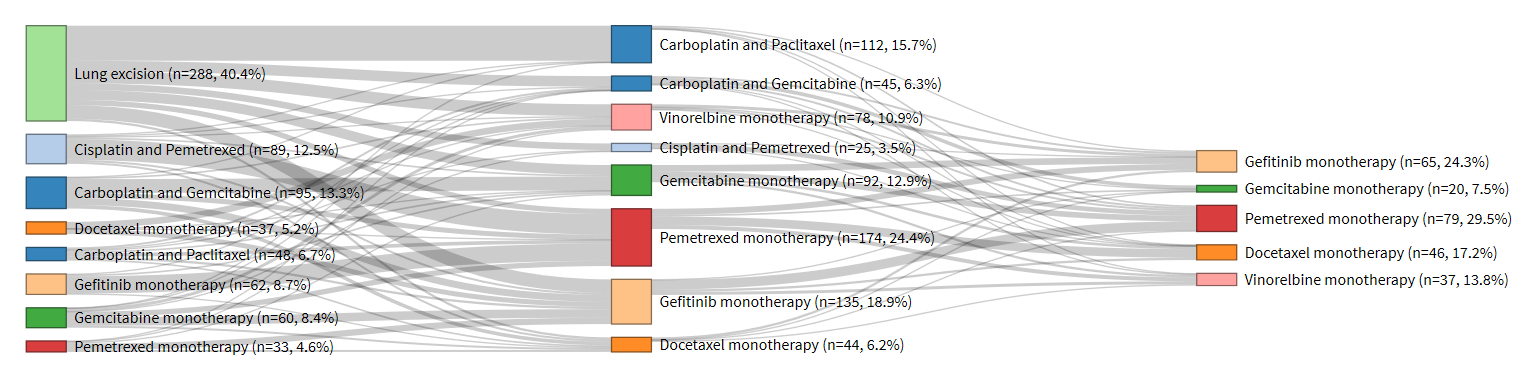 Lung excision (n=288, 40.4%)
Cisplatin and Pemetrexed (n=89, 12.5%)
Carboplatin and Gemcitabine (n=95, 13.3%)
Docetaxel monotherapy (n=37, 5.2%)
Carboplatin and Paclitaxel (n=48, 6.7%)
Gefitinib monotherapy (n=62, 8.7%)
Gemcitabine monotherapy (n=60, 8.4%)
Pemetrexed monotherapy (n=33, 4.6%)
Carboplatin and Paclitaxel (n=112, 15.7%)
Carboplatin and Gemcitabine (n=45, 6.3%)
Vinorelbine monotherapy (n=78, 10.9%)
Cisplatin and Pemetrexed (n=25, 3.5%)
Gemcitabine monotherapy (n=92, 12.9%)
Pemetrexed monotherapy (n=174, 24.4%)
Gefitinib monotherapy (n=135, 18.9%)
Docetaxel monotherapy (n=44, 6.2%)
Gefitinib monotherapy (n=65, 24.3%)
Gemcitabine monotherapy (n=20, 7.5%)
Pemetrexed monotherapy (n=79, 29.5%)
Docetaxel monotherapy (n=46, 17.2%)
Vinorelbine monotherapy (n=37, 13.8%)